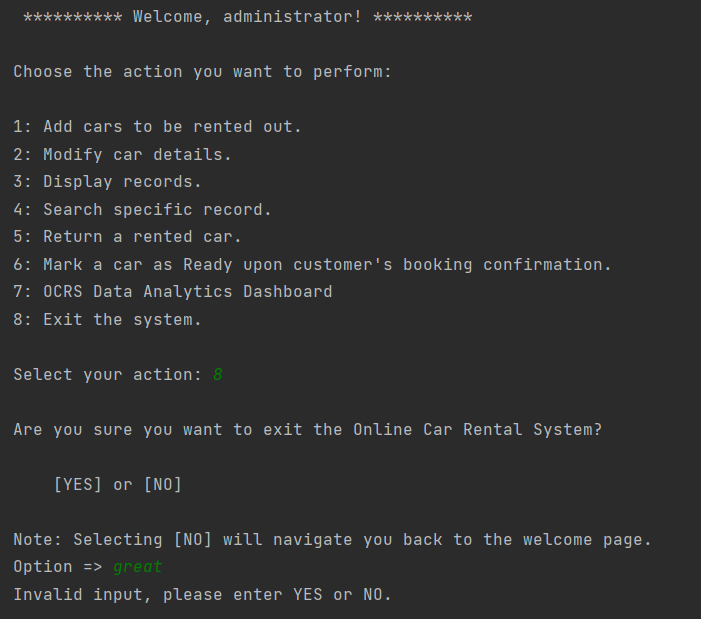 ********** Welcome, administrator! **********
Choose the action you want to perform:
1: Add cars to be rented out.
2: Modify car details.
3: Display records.
4: Search specific record.
5: Return a rented car.
6: Mark a car as Ready upon customer's booking confirmation.
7: OCRS Data Analytics Dashboard
8: Exit the system.
Select your action: 8
Are you sure you want to exit the Online Car Rental System?
[YES] or [NO]
Note: Selecting [NO] will navigate you back to the welcome page.
Option => great
Invalid input, please enter YES or NO.